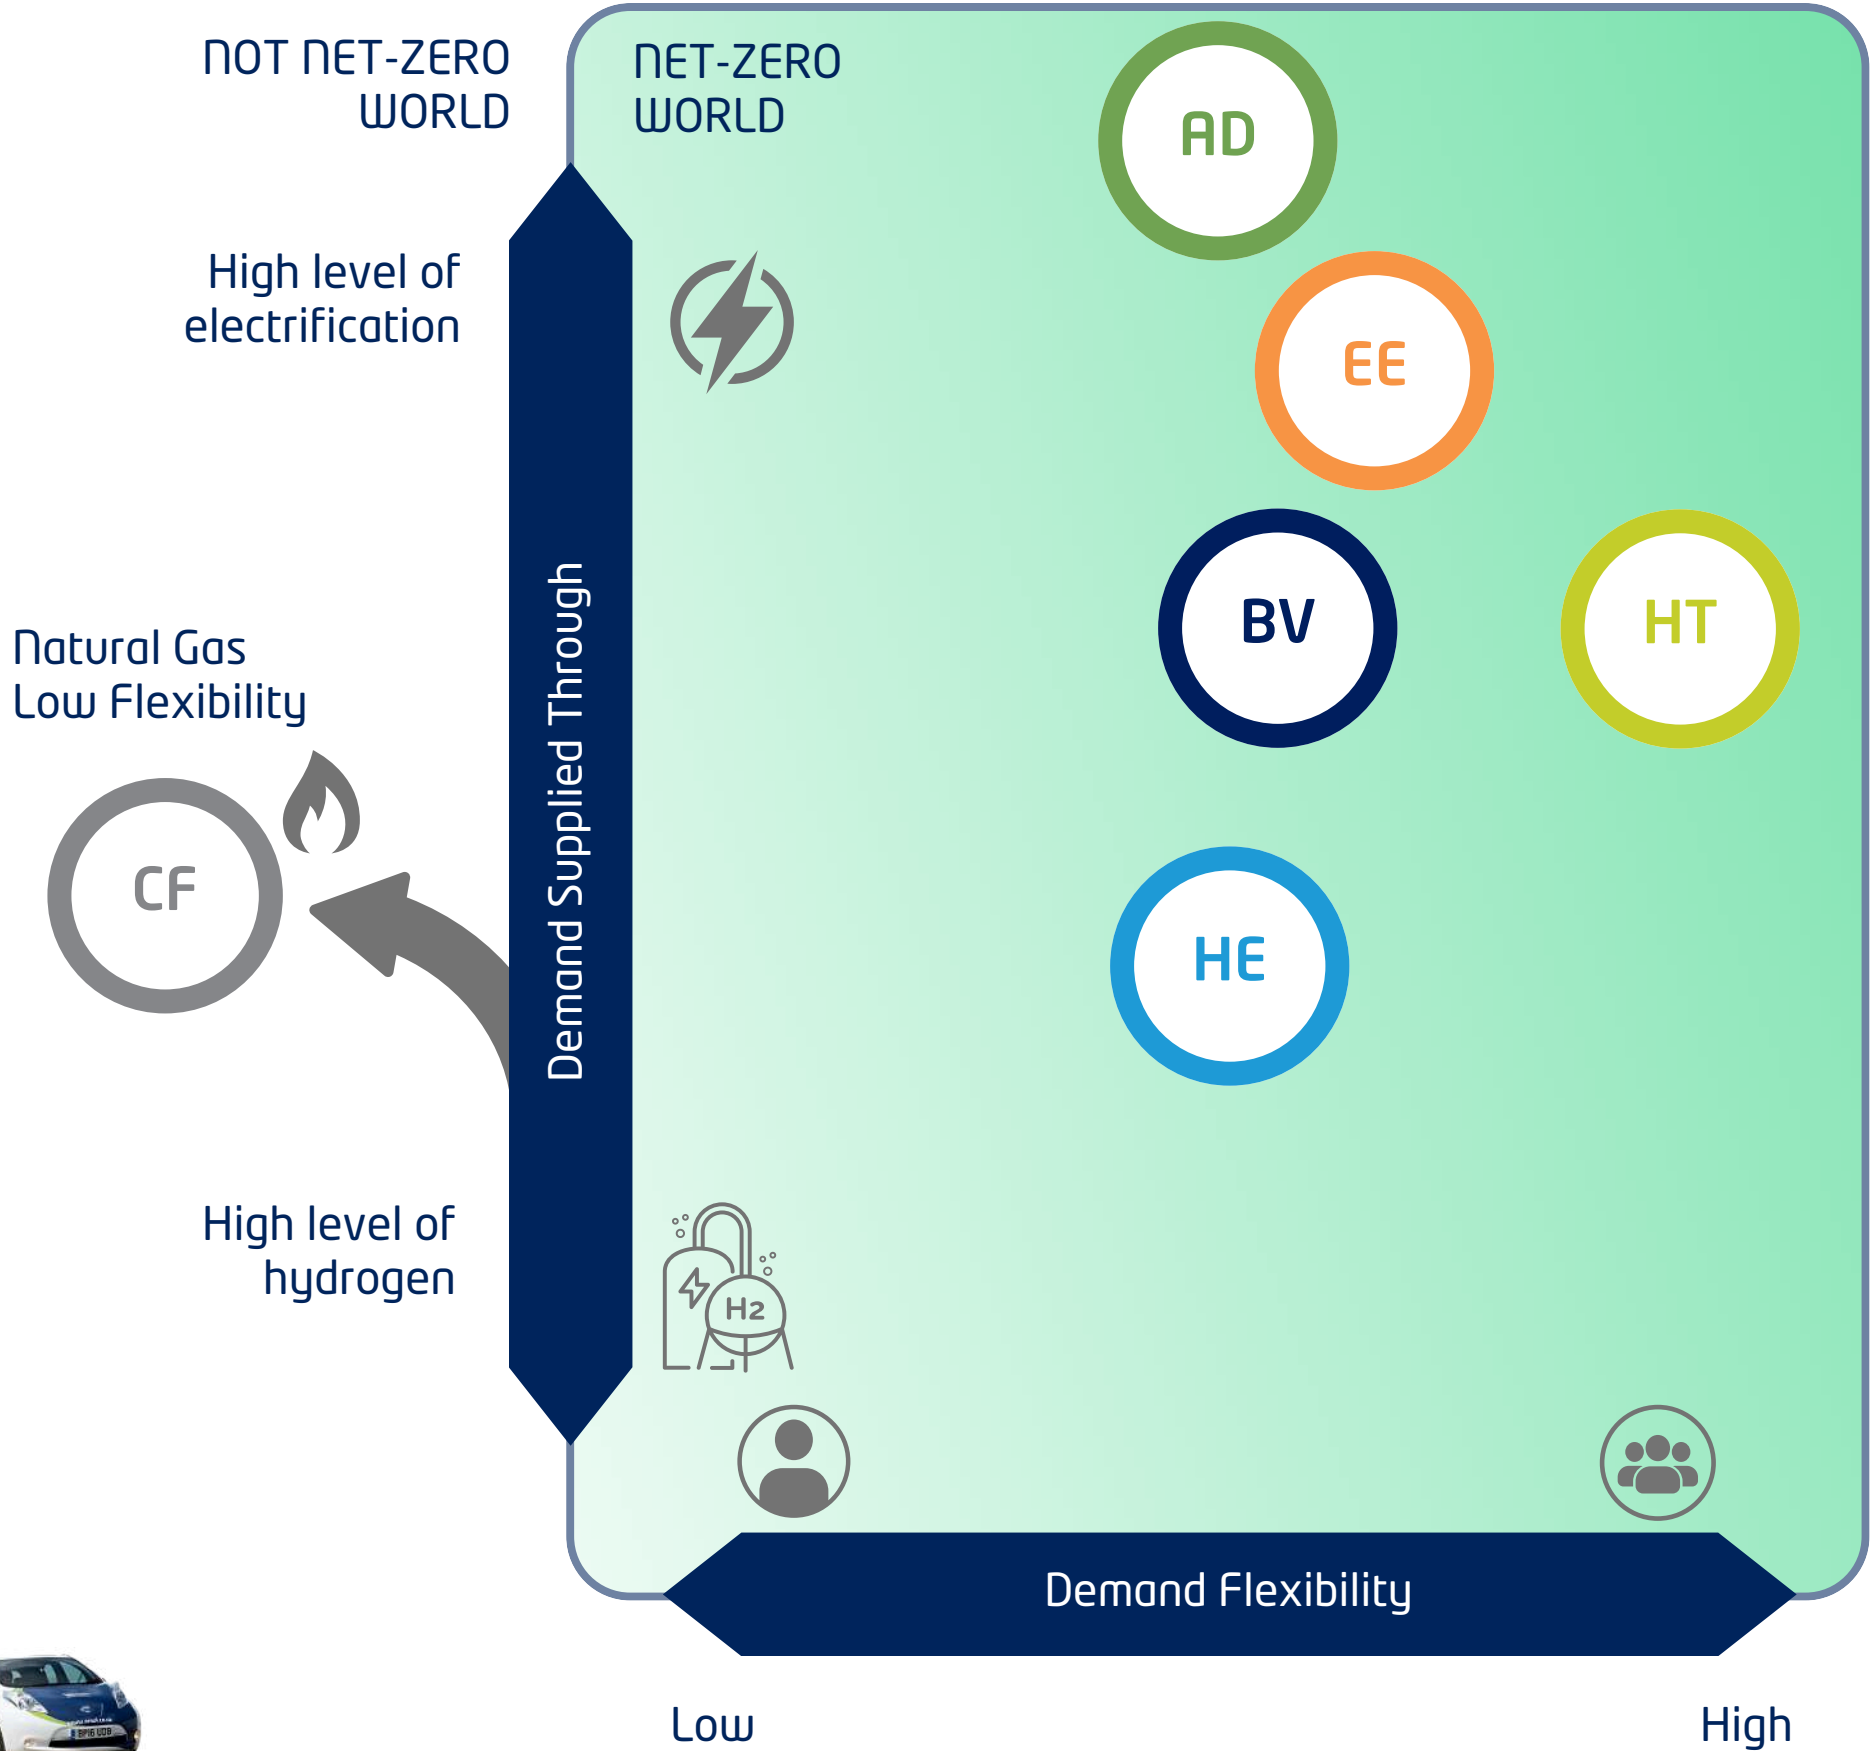 NOT NET-ZERO
WORLD
NET-ZERO
WORLD
AD
High level of
electrification
EE
Natural Gas
Low Flexibility
BV
HT
Demand Supplied Through
CF
HE
High level of
hydrogen
H2
Demand Flexibility
Low
High